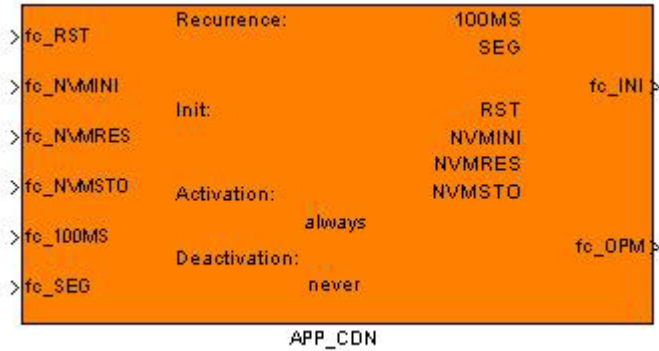 fc_RST
fc_NVMINI
fc_NVMRES
fc_NVMSTO
fc_100MS
fc_SEG
Recurrence: 100MS
SEG
Init: RST
NVMINI
NVMRES
NVMSTO
Activation:
always
Deactivation:
never
fc_INI
fc_OPM
APP_CDN